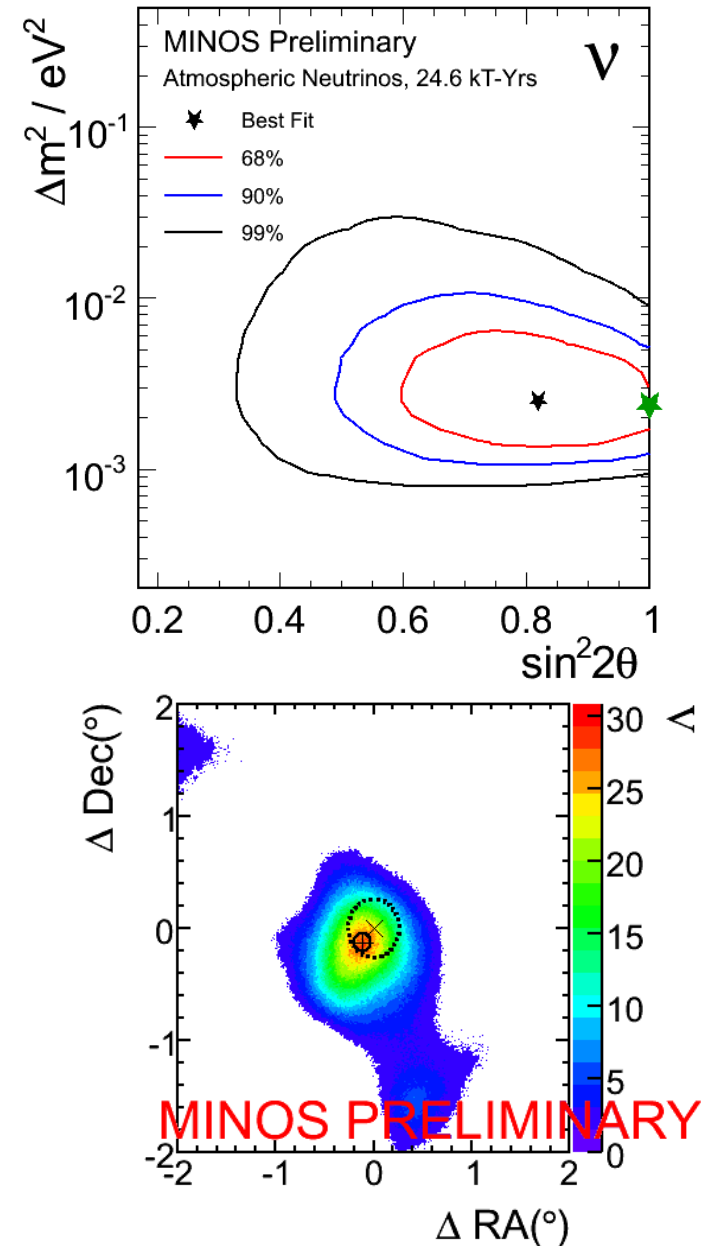 MINOS Preliminary
ν
Atmospheric Neutrinos, 24.6 kT-Yrs
Best Fit
68%
90%
99%
Δm² / eV²
10⁻¹
10⁻²
10⁻³
0.2 0.4 0.6 0.8 1
sin²2θ
Δ Dec(°)
2
1
0
-1
-2
Λ
30
25
20
15
10
5
0
MINOS PRELIMINARY
-2 -1 0 1 2
Δ RA(°)